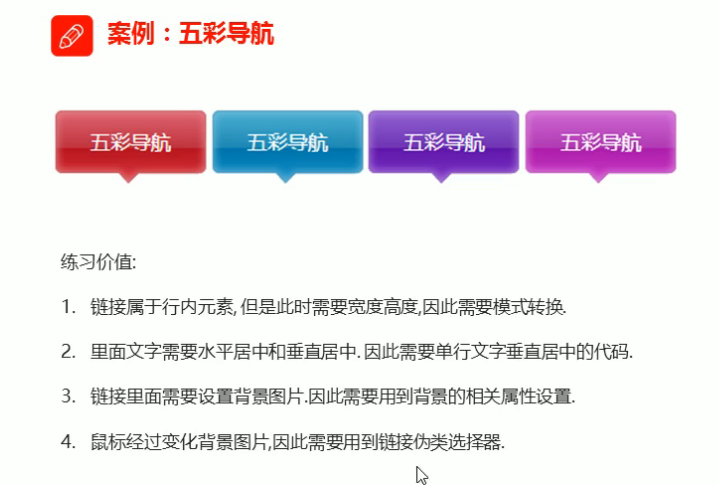 案例：五彩导航
五彩导航 五彩导航 五彩导航 五彩导航
练习价值:
1. 链接属于行内元素, 但是此时需要宽度高度,因此需要模式转换.
2. 里面文字需要水平居中和垂直居中. 因此需要单行文字垂直居中的代码.
3. 链接里面需要设置背景图片.因此需要用到背景的相关属性设置.
4. 鼠标经过变化背景图片,因此需要用到链接伪类选择器.